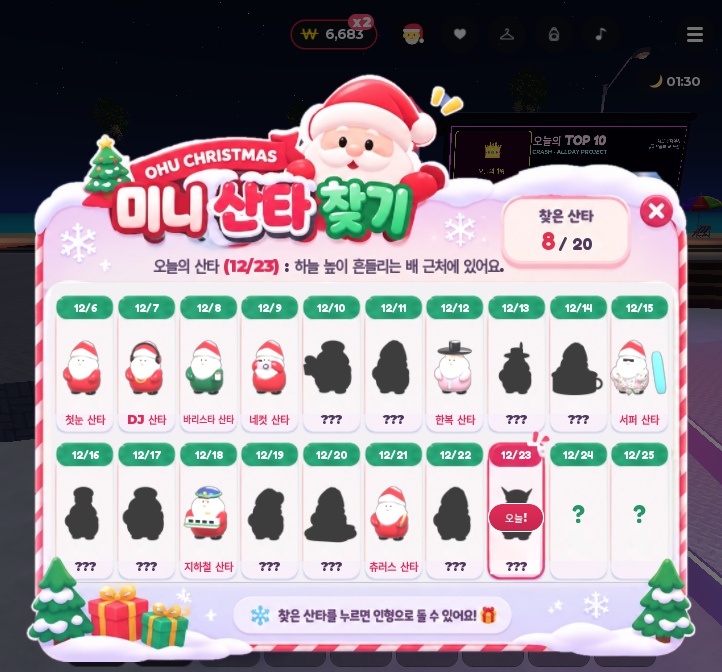 x2
₩ 6,683
01:30
오늘의 TOP 10
CRASH - ALLDAY PROJECT
OHU CHRISTMAS
미니 산타 찾기
찾은 산타
8 / 20
오늘의 산타 (12/23) : 하늘 높이 흔들리는 배 근처에 있어요.
12/6 12/7 12/8 12/9 12/10 12/11 12/12 12/13 12/14 12/15
첫눈 산타 DJ 산타 바리스타 산타 네컷 산타 ??? ??? 한복 산타 ??? ??? 서퍼 산타
12/16 12/17 12/18 12/19 12/20 12/21 12/22 12/23 12/24 12/25
오늘! ? ?
??? ??? 지하철 산타 ??? ??? 츄러스 산타 ??? ???
찾은 산타를 누르면 인형으로 둘 수 있어요!